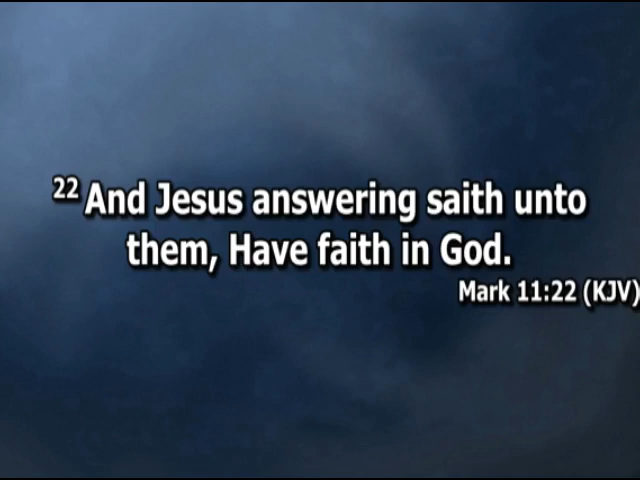 22 And Jesus answering saith unto
them, Have faith in God.
Mark 11:22 (KJV)